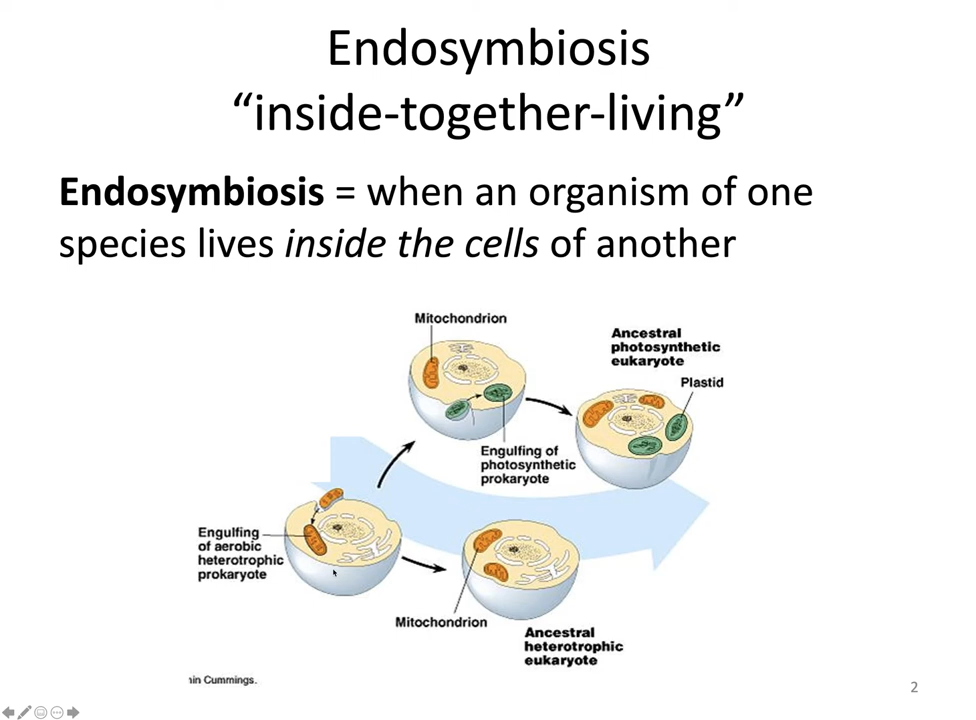 Endosymbiosis
“inside-together-living”
Endosymbiosis = when an organism of one
species lives inside the cells of another
Mitochondrion
Ancestral
photosynthetic
eukaryote
Plastid
Engulfing of
photosynthetic
prokaryote
Engulfing
of aerobic
heterotrophic
prokaryote
Mitochondrion
Ancestral
heterotrophic
eukaryote
Cummings.
2